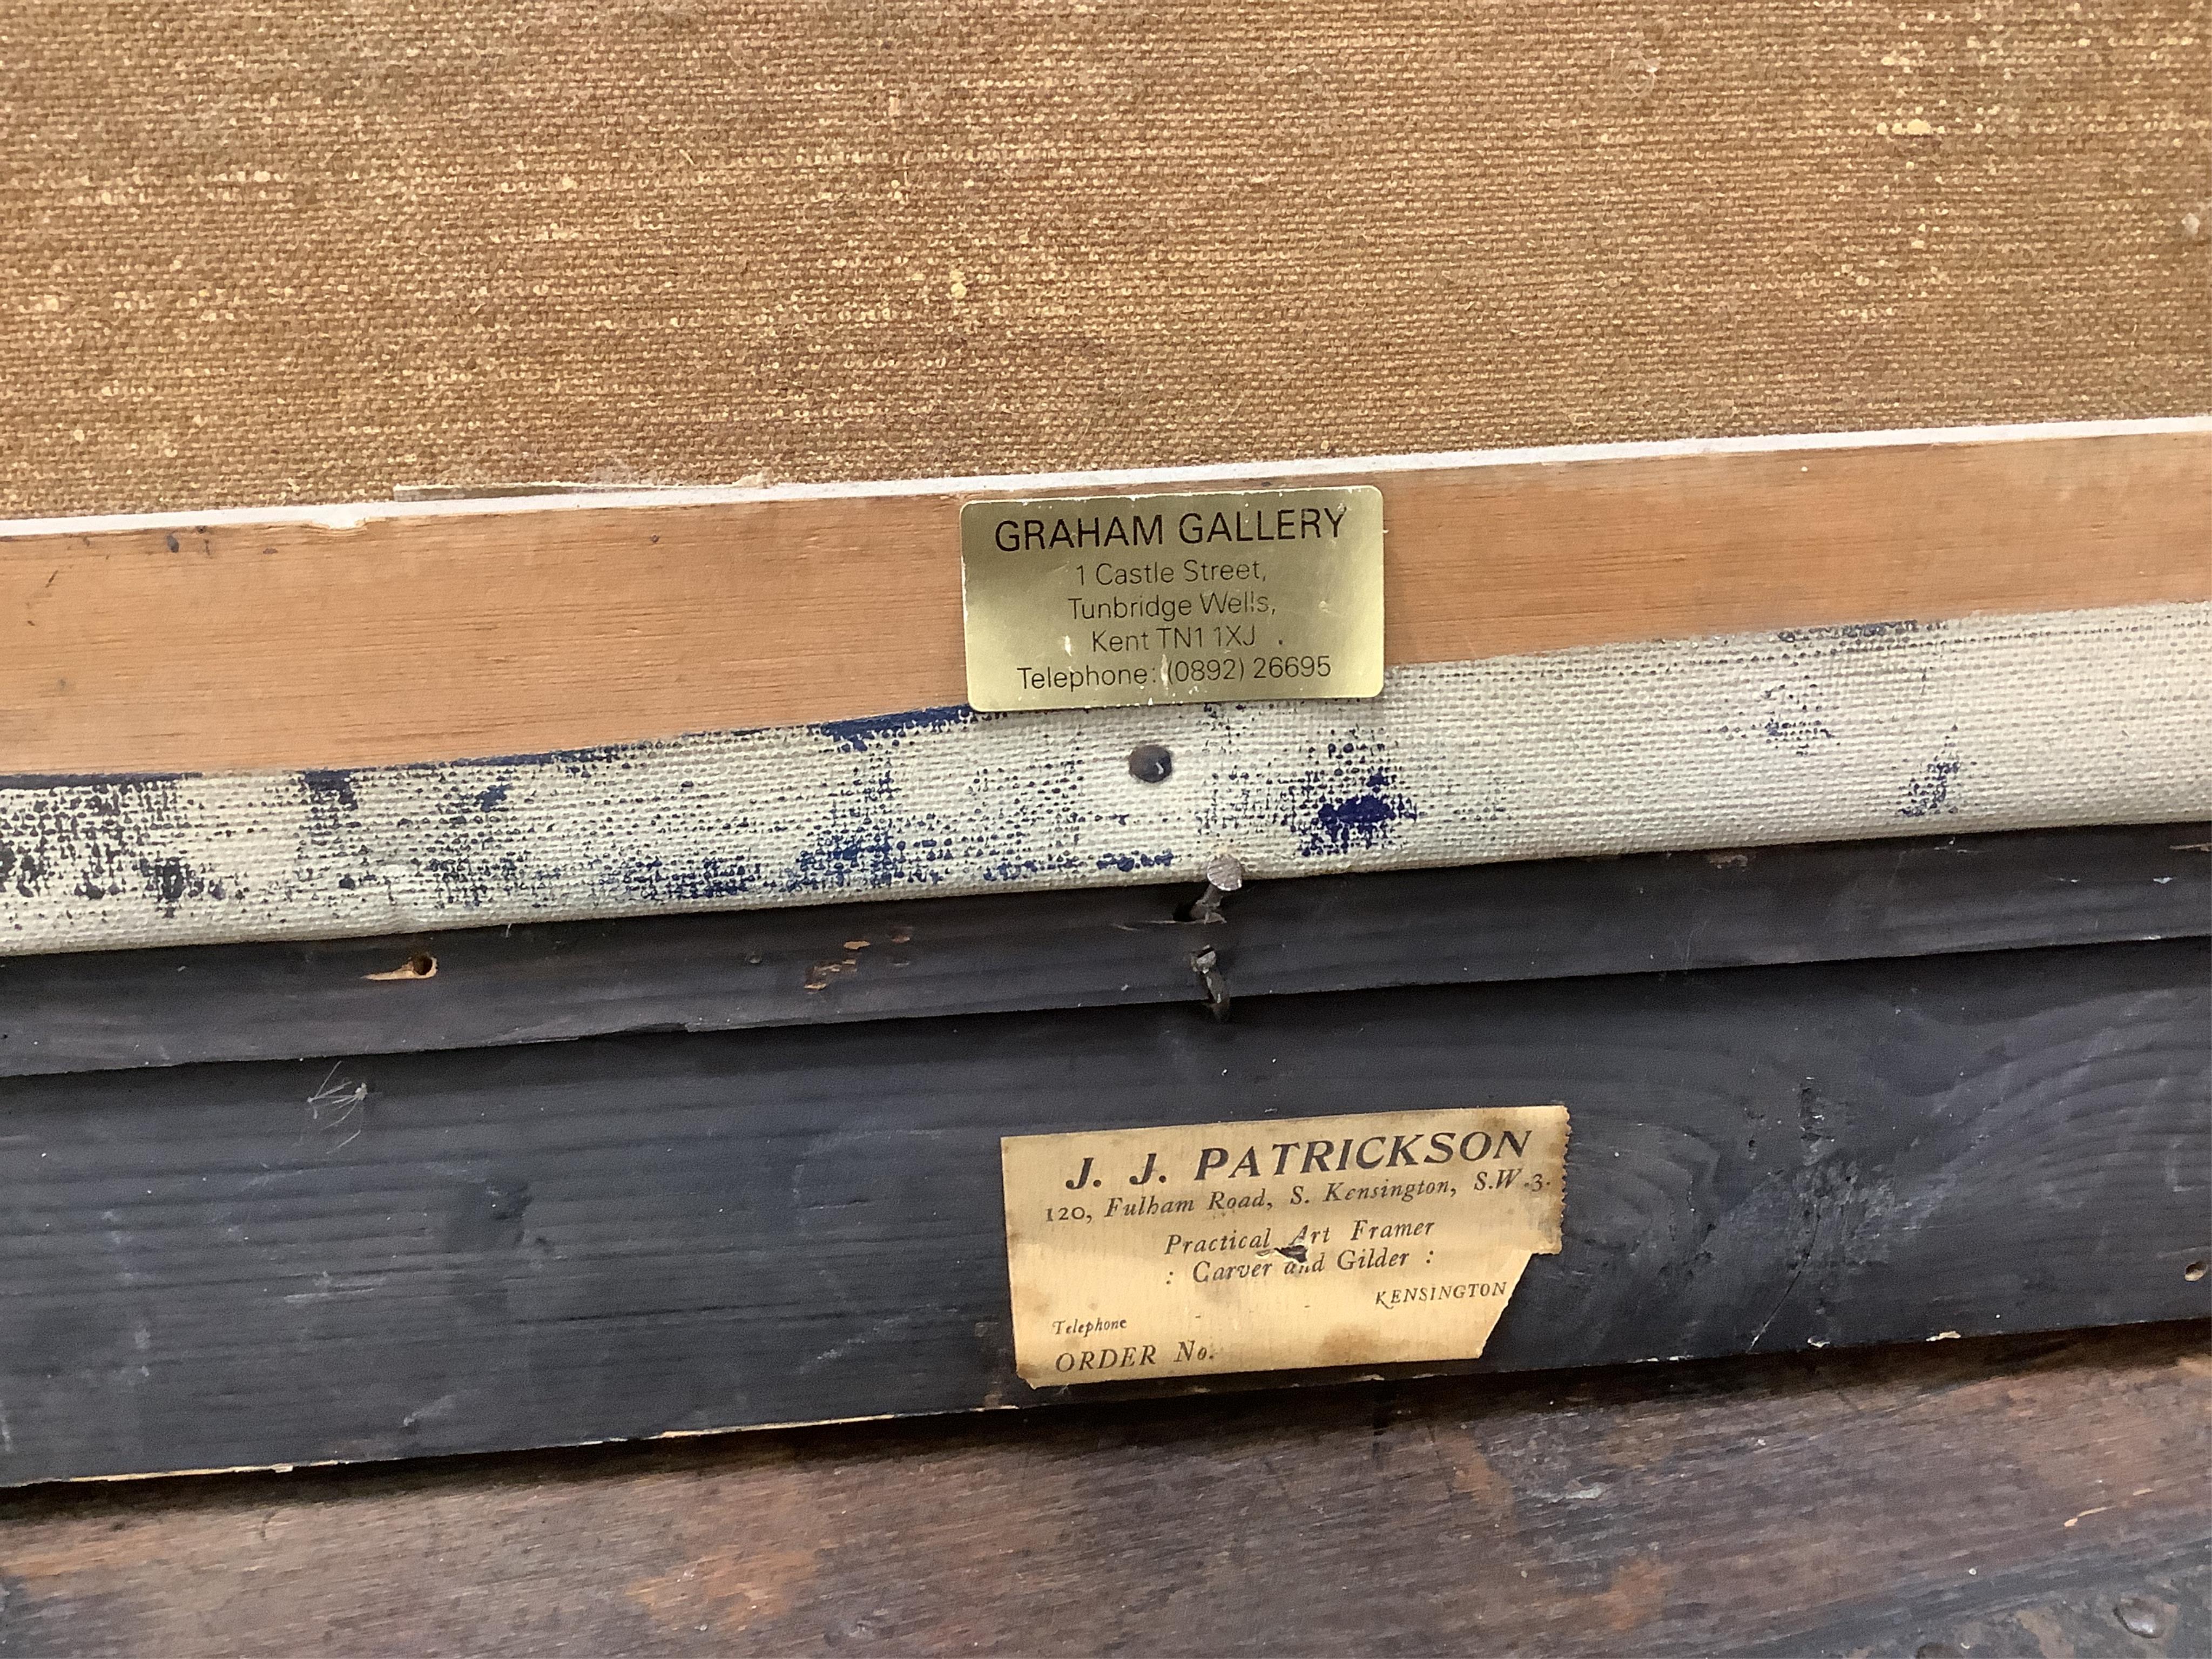 GRAHAM GALLERY
1 Castle Street,
Tunbridge Wells,
Kent TN1 1XJ
Telephone: (0892) 26695
J. J. PATRICKSON
120, Fulham Road, S. Kensington, S.W.3.
Practical Art Framer
: Carver and Gilder :
KENSINGTON
Telephone
ORDER No.